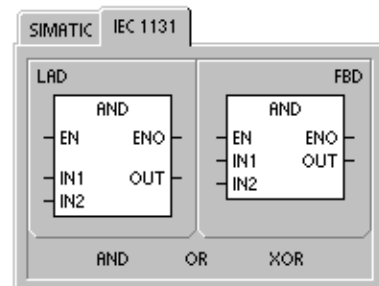 SIMATIC IEC 1131
LAD FBD
AND AND
EN ENO EN ENO
IN1 OUT IN1 OUT
IN2 IN2
AND OR XOR